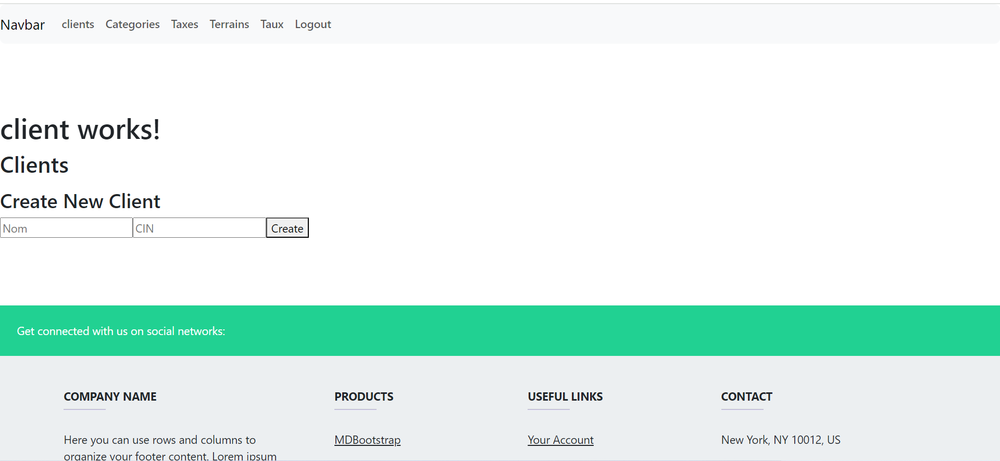 Navbar clients Categories Taxes Terrains Taux Logout
client works!
Clients
Create New Client
Nom CIN Create
Get connected with us on social networks:
COMPANY NAME PRODUCTS USEFUL LINKS CONTACT
Here you can use rows and columns to MDBootstrap Your Account New York, NY 10012, US
organize your footer content. Lorem ipsum